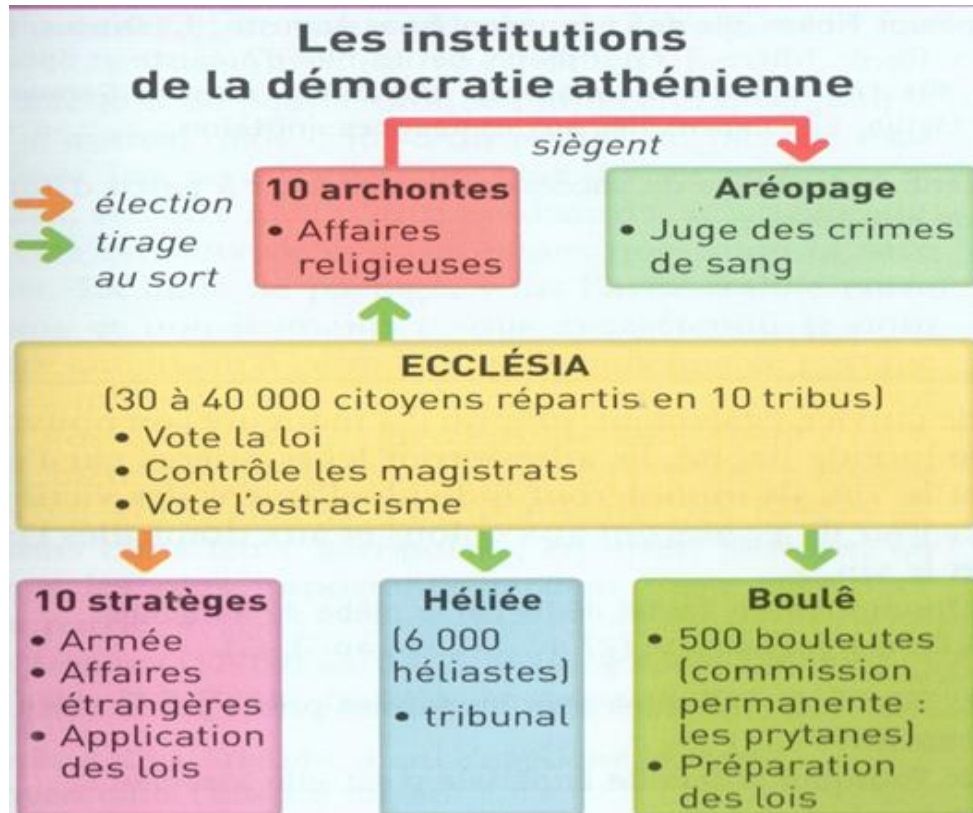 Les institutions
de la démocratie athénienne
siègent
élection
tirage
au sort
10 archontes
• Affaires
religieuses
Aréopage
• Juge des crimes
de sang
ECCLÉSIA
(30 à 40 000 citoyens répartis en 10 tribus)
• Vote la loi
• Contrôle les magistrats
• Vote l'ostracisme
10 stratèges
• Armée
• Affaires
étrangères
• Application
des lois
Héliée
(6 000
héliastes)
• tribunal
Boulê
• 500 bouleutes
(commission
permanente :
les prytanes)
• Préparation
des lois